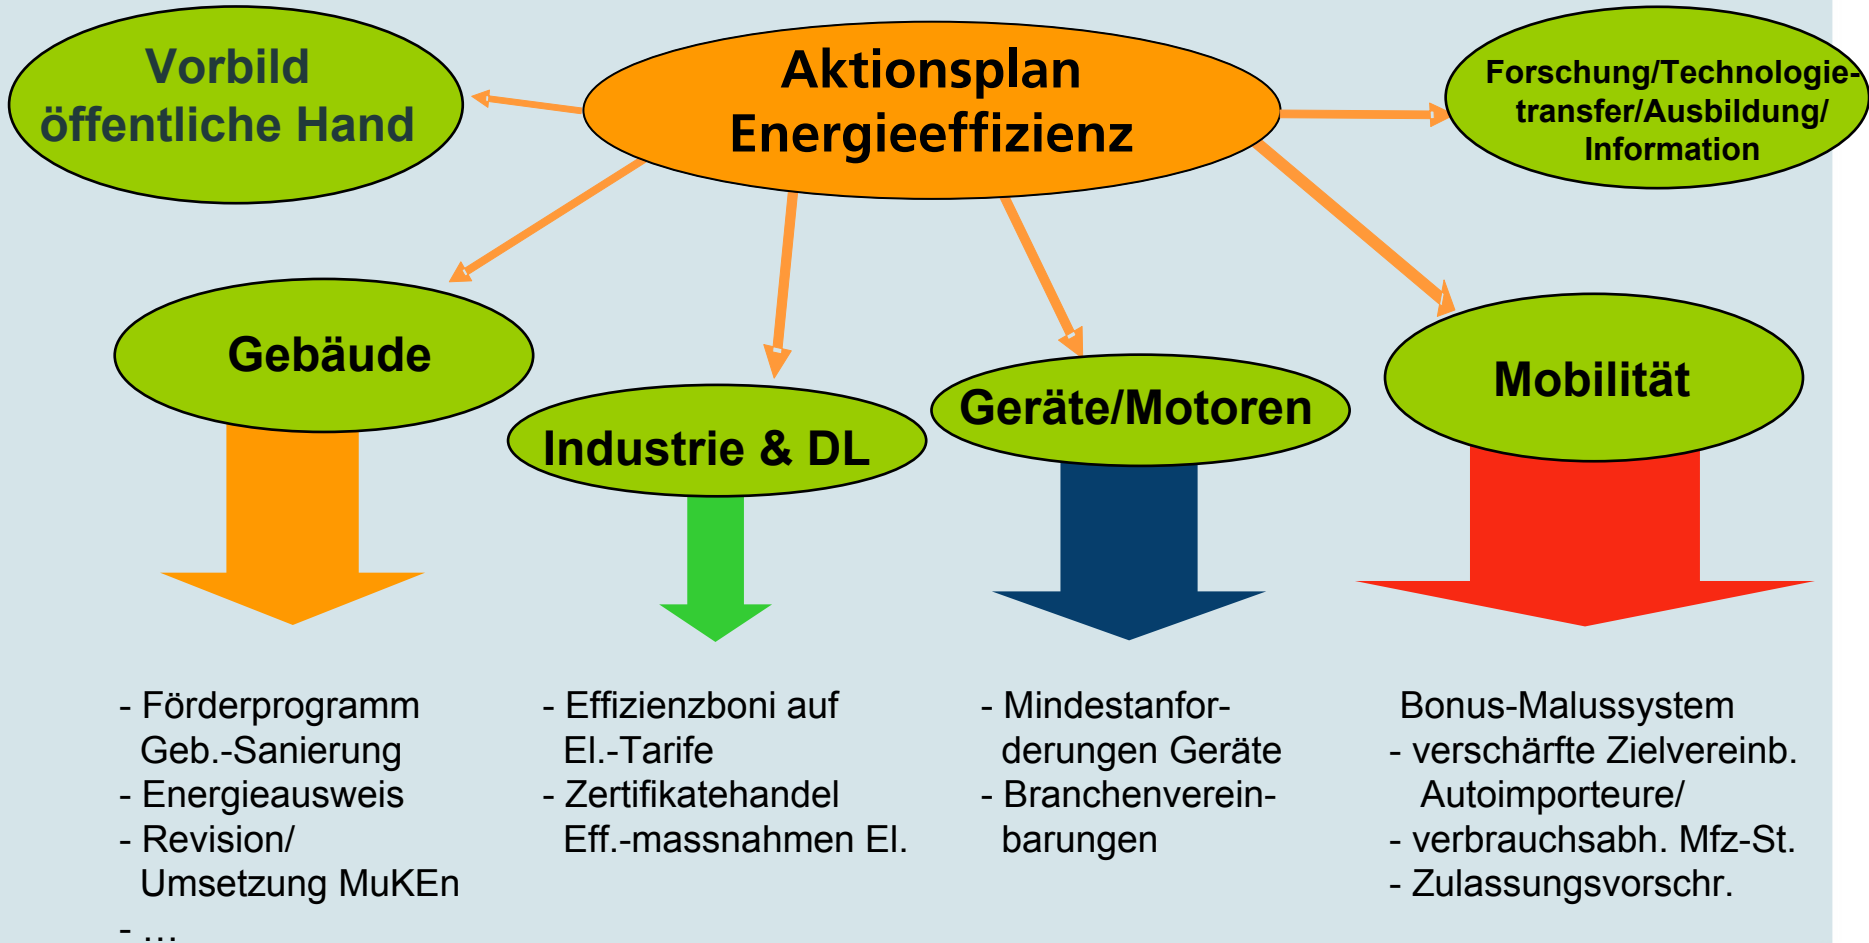 Vorbild
öffentliche Hand
Aktionsplan
Energieeffizienz
Forschung/Technologie-
transfer/Ausbildung/
Information
Gebäude
Industrie & DL
Geräte/Motoren
Mobilität
- Förderprogramm
Geb.-Sanierung
- Energieausweis
- Revision/
Umsetzung MuKEn
- ...
- Effizienzboni auf
El.-Tarife
- Zertifikatehandel
Eff.-massnahmen El.
- Mindestanfor-
derungen Geräte
- Branchenverein-
barungen
Bonus-Malussystem
- verschärfte Zielvereinb.
Autoimporteure/
- verbrauchsabh. Mfz-St.
- Zulassungsvorschr.